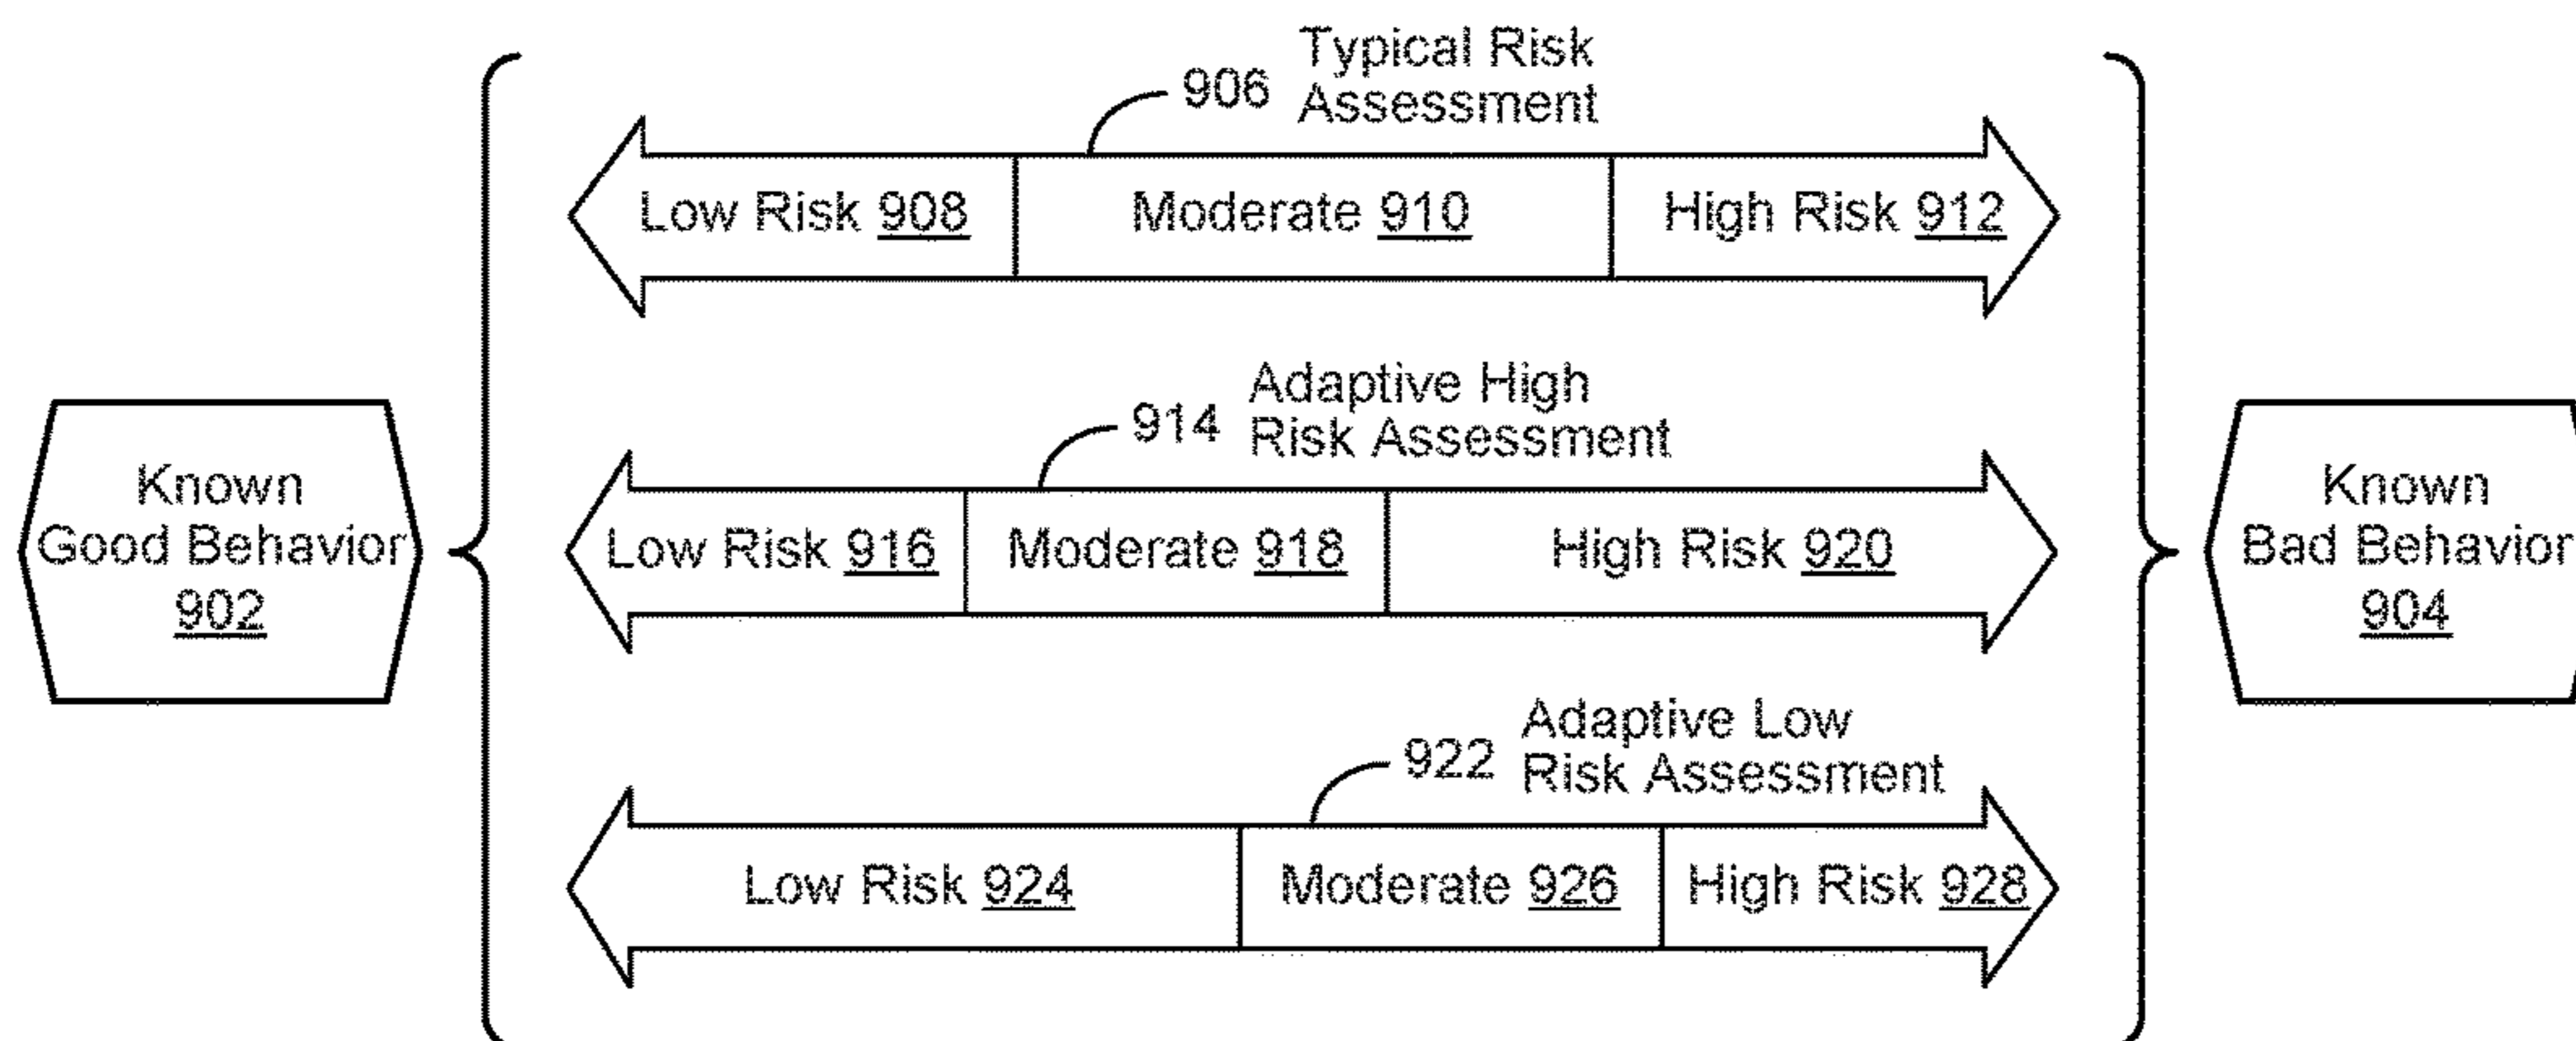 906 Typical Risk
Assessment
Low Risk 908 Moderate 910 High Risk 912
914 Adaptive High
Risk Assessment
Known
Good Behavior
902
Low Risk 916 Moderate 918 High Risk 920
Known
Bad Behavior
904
922 Adaptive Low
Risk Assessment
Low Risk 924 Moderate 926 High Risk 928